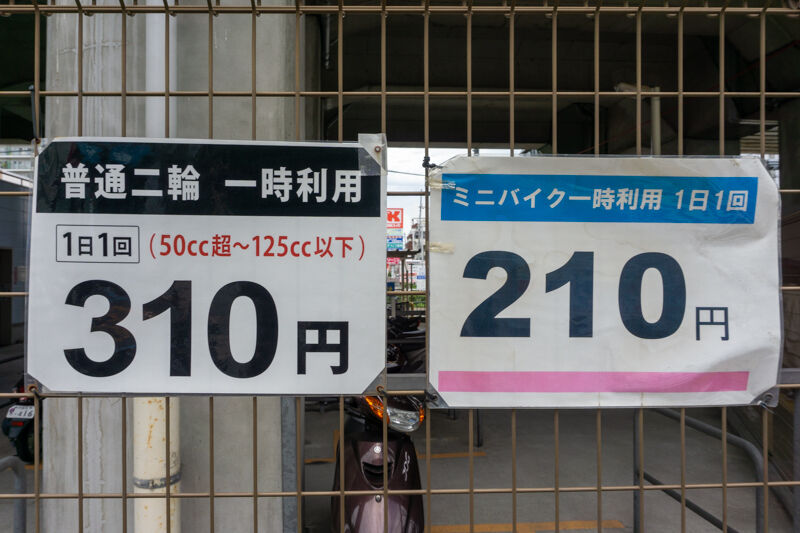 普通二輪 一時利用
1日1回 (50cc超～125cc以下)
310円
ミニバイク一時利用 1日1回
210円
K